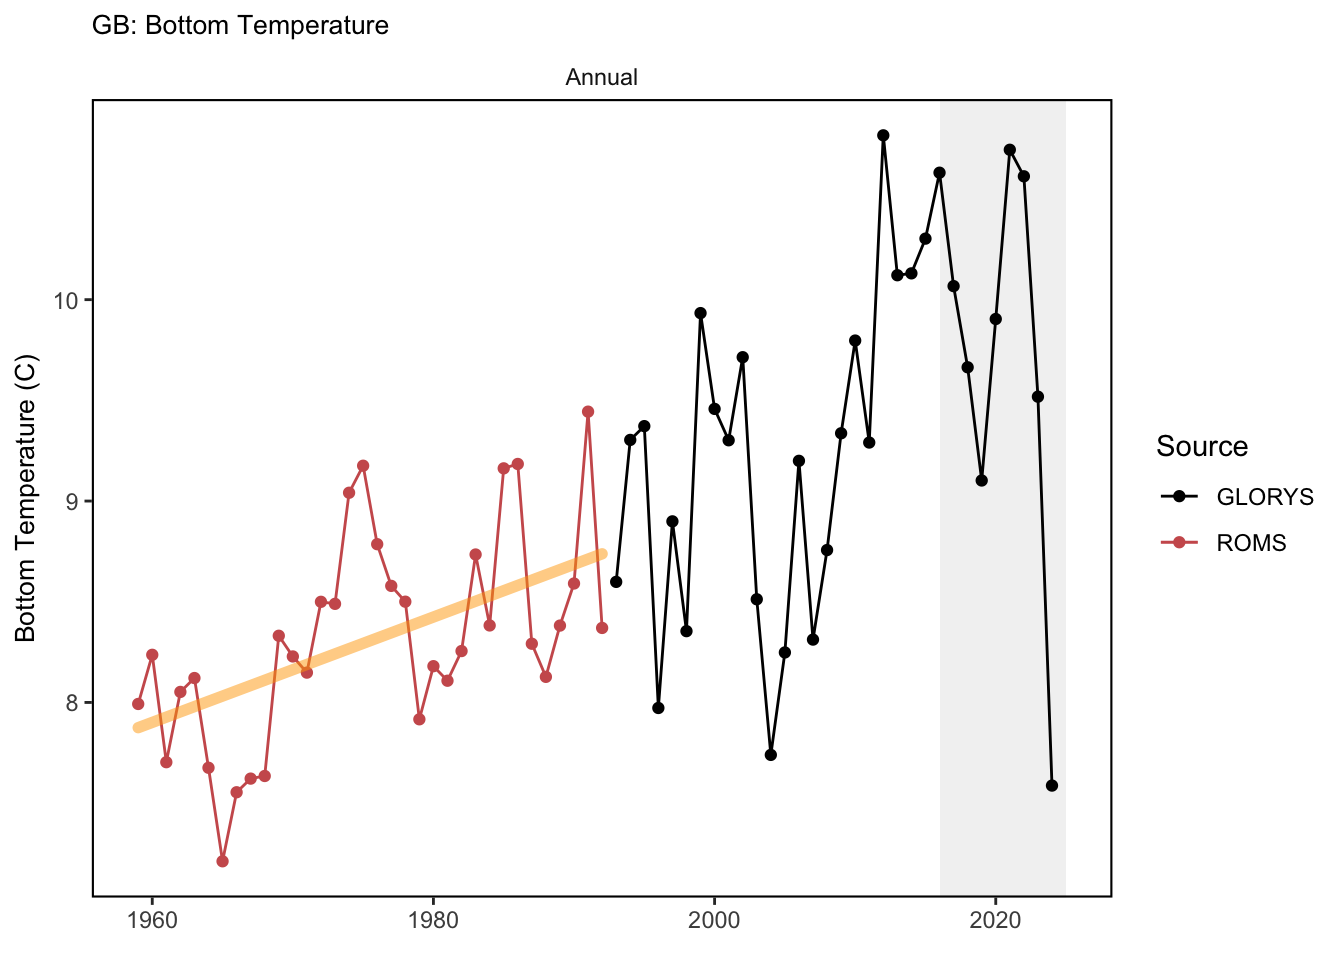 GB: Bottom Temperature
Annual
Bottom Temperature (C)
10
9
8
1960
1980
2000
2020
Source
GLORYS
ROMS